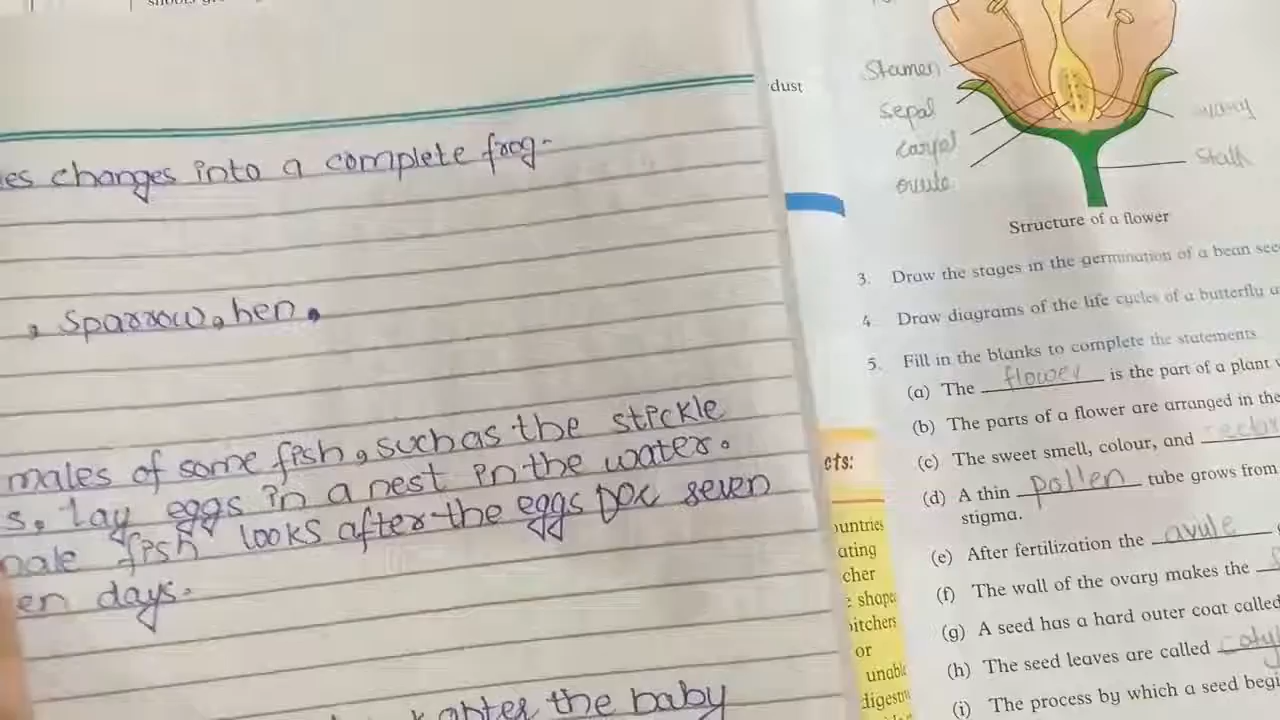 es changes into a complete frog.
, Sparrow, hen,
males of some fish, such as the stickle
s, lay eggs in a nest in the water.
male fish looks after the eggs for seven
en days.
the baby
dust
Stamen
sepal
carpel
ovule
Stalk
Structure of a flower
3. Draw the stages in the germination of a bean see
4 Draw diagrams of the life cycles of a butterfly a
5. Fill in the blanks to complete the statements.
(a) The flower is the part of a plant
(b) The parts of a flower are arranged in the
(c) The sweet smell, colour, and
(d) A thin pollen tube grows from
stigma.
(e) After fertilization the avule
(f) The wall of the ovary makes the
(g) A seed has a hard outer coat called
(h) The seed leaves are called coty
(i) The process by which a seed begi
cts:
ountries
ating
cher
shape
itchers
or
unabl
digestin